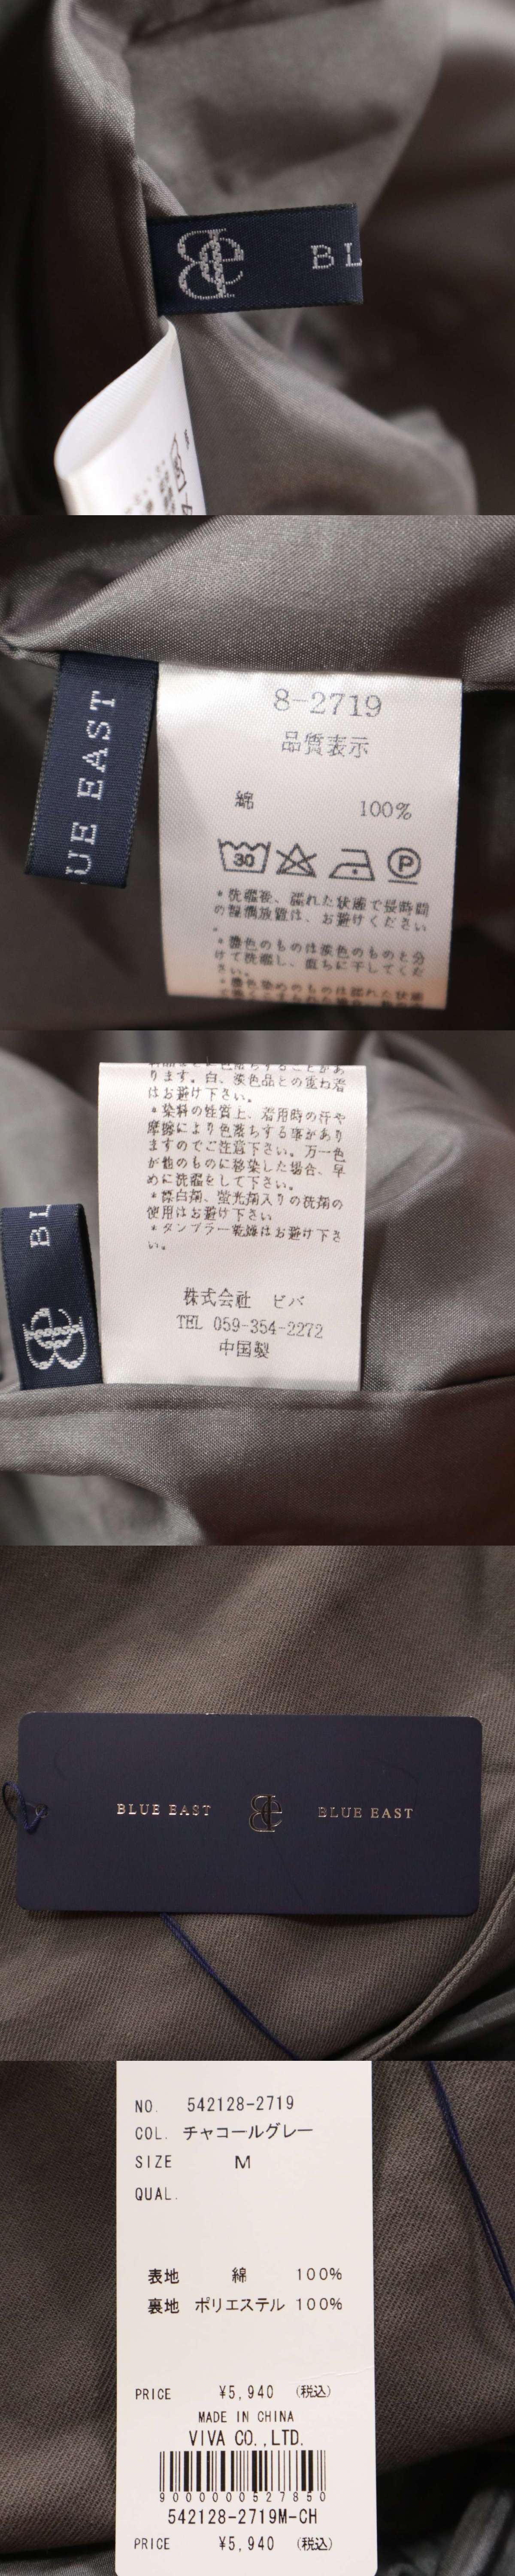 BL
UE EAST
8-2719
品質表示
綿 100%
30 P
*洗濯後、濡れた状態で長時間
の浸漬放置は、お避けください
*濃色のものは淡色のものと分
けて洗濯し、直ちに干してくだ
さい。
ります。白、淡色品との重ね着
はお避け下さい。
*染料の性質上、着用時の汗や
摩擦により色落ちする事があり
ますのでご注意下さい。万一色
が他のものに移染した場合、早
めに洗濯をして下さい。
*漂白剤、蛍光剤入りの洗剤の
使用はお避け下さい
*タンブラー乾燥はお避け下さ
い。
BL
株式会社 ビバ
TEL 059-354-2272
中国製
BLUE EAST BLUE EAST
NO. 542128-2719
COL. チャコールグレー
SIZE M
QUAL.
表地 綿 100%
裏地 ポリエステル 100%
PRICE ¥5,940 (税込)
MADE IN CHINA
VIVA CO.,LTD.
9000000527850
542128-2719M-CH
PRICE ¥5,940 (税込)